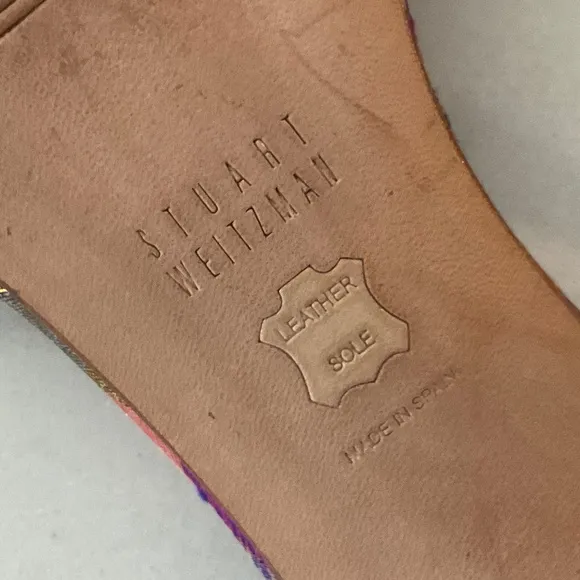 STUART
WEITZMAN
LEATHER
SOLE
MADE IN SPAIN